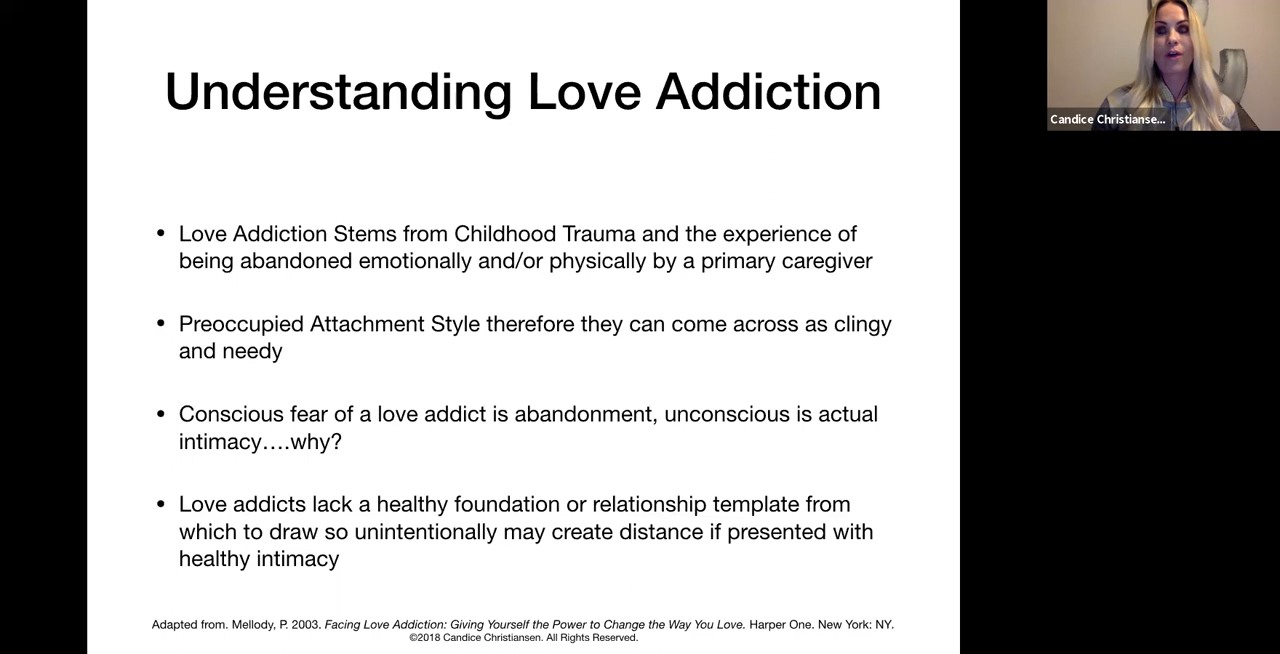 Understanding Love Addiction
Candice Christianse...
• Love Addiction Stems from Childhood Trauma and the experience of
being abandoned emotionally and/or physically by a primary caregiver
• Preoccupied Attachment Style therefore they can come across as clingy
and needy
• Conscious fear of a love addict is abandonment, unconscious is actual
intimacy....why?
• Love addicts lack a healthy foundation or relationship template from
which to draw so unintentionally may create distance if presented with
healthy intimacy
Adapted from. Mellody, P. 2003. Facing Love Addiction: Giving Yourself the Power to Change the Way You Love. Harper One. New York: NY.
©2018 Candice Christiansen. All Rights Reserved.